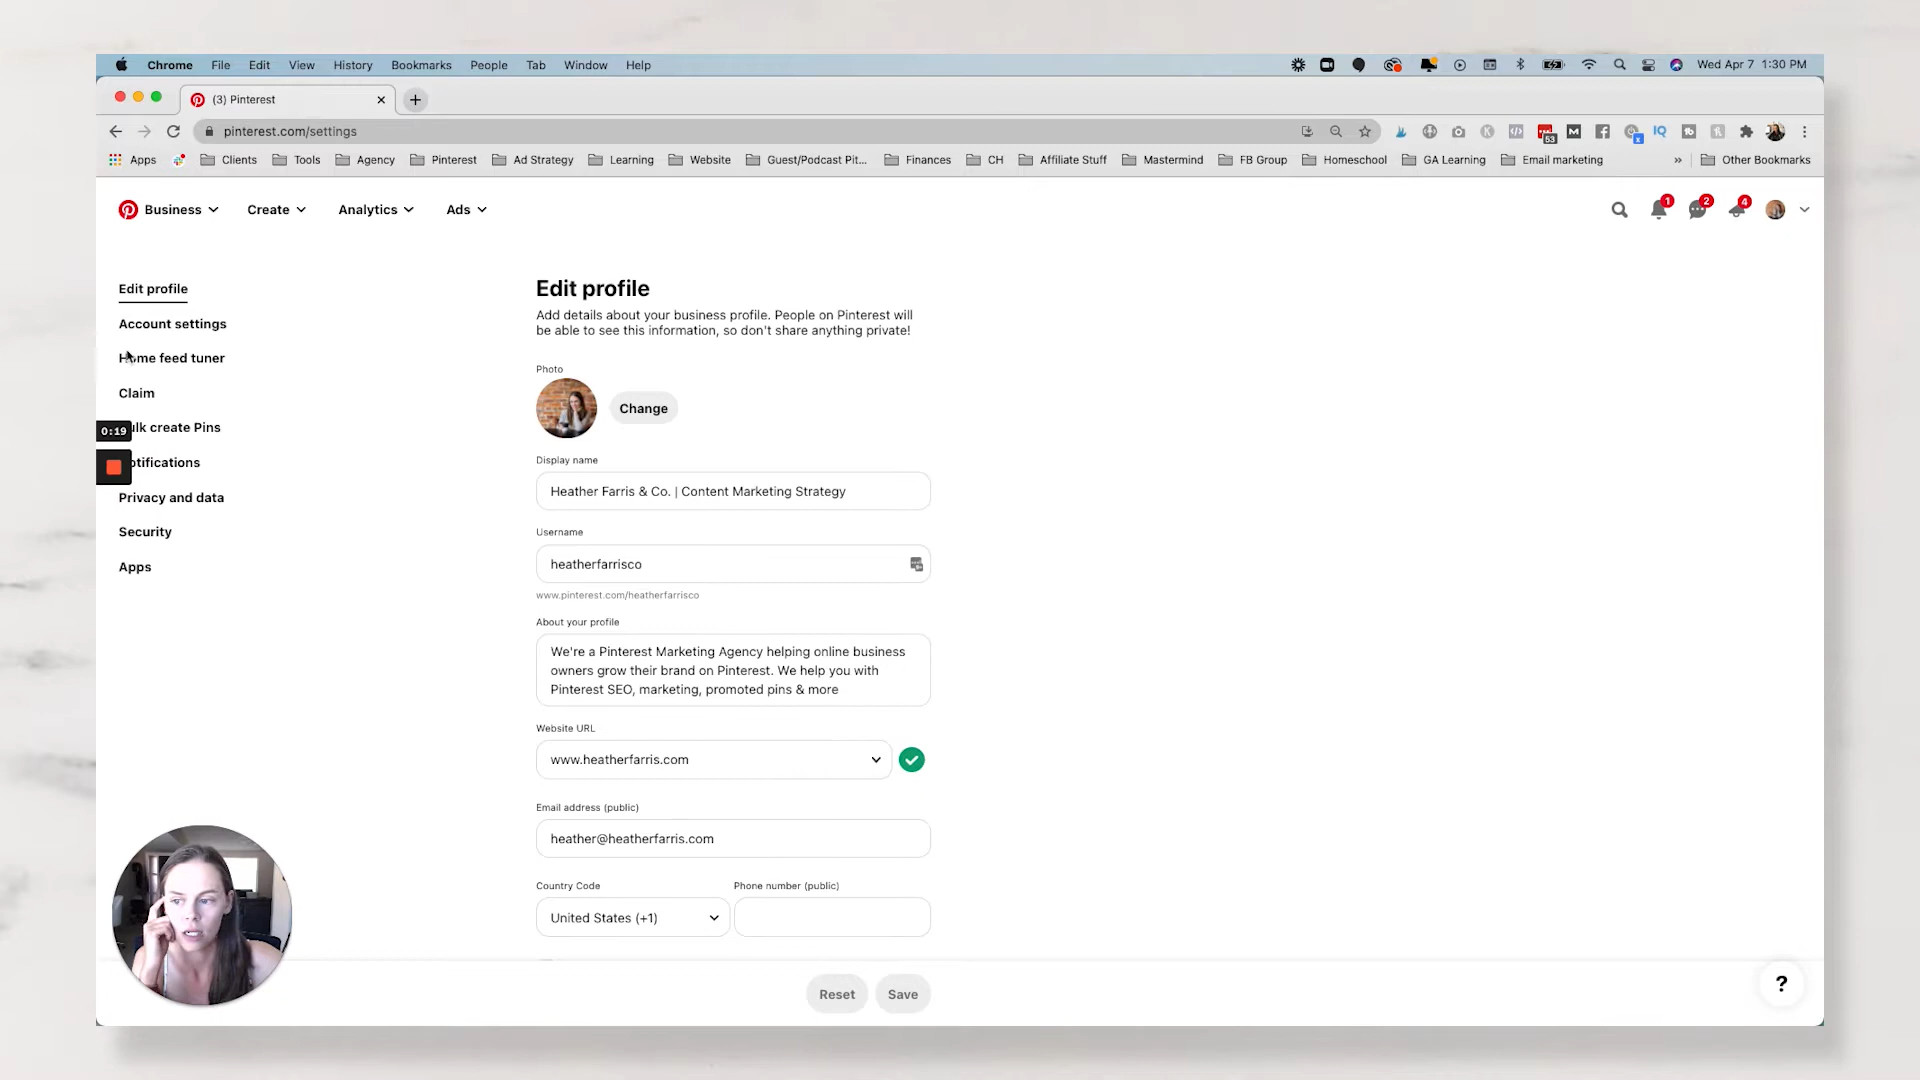 Chrome File Edit View History Bookmarks People Tab Window Help Wed Apr 7 1:30 PM
(3) Pinterest
pinterest.com/settings
53
x
IQ
Apps Clients Tools Agency Pinterest Ad Strategy Learning Website Guest/Podcast Pit... Finances CH Affiliate Stuff Mastermind FB Group Homeschool GA Learning Email marketing » Other Bookmarks
Business Create Analytics Ads 1 2 4
Edit profile
Account settings
Home feed tuner
Claim
ulk create Pins
otifications
Privacy and data
Security
Apps
0:19
Edit profile
Add details about your business profile. People on Pinterest will
be able to see this information, so don't share anything private!
Photo
Change
Display name
Heather Farris & Co. | Content Marketing Strategy
Username
heatherfarrisco
www.pinterest.com/heatherfarrisco
About your profile
We're a Pinterest Marketing Agency helping online business
owners grow their brand on Pinterest. We help you with
Pinterest SEO, marketing, promoted pins & more
Website URL
www.heatherfarris.com
Email address (public)
heather@heatherfarris.com
Country Code Phone number (public)
United States (+1)
Reset Save
?